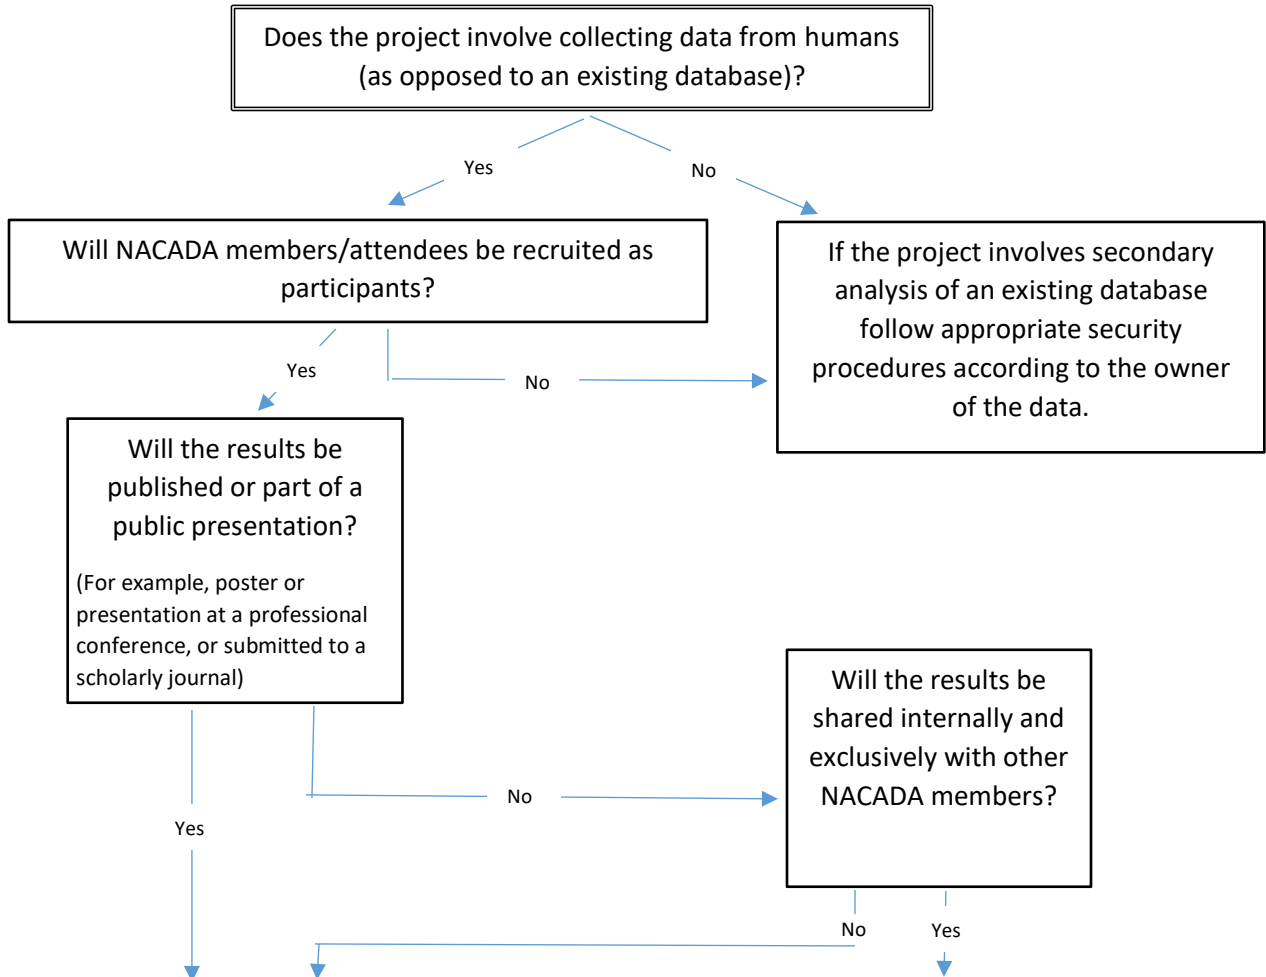 Does the project involve collecting data from humans
(as opposed to an existing database)?
Yes
No
Will NACADA members/attendees be recruited as
participants?
If the project involves secondary
analysis of an existing database
follow appropriate security
procedures according to the owner
of the data.
Yes
No
Will the results be
published or part of a
public presentation?
(For example, poster or
presentation at a professional
conference, or submitted to a
scholarly journal)
Will the results be
shared internally and
exclusively with other
NACADA members?
No
Yes
No
Yes